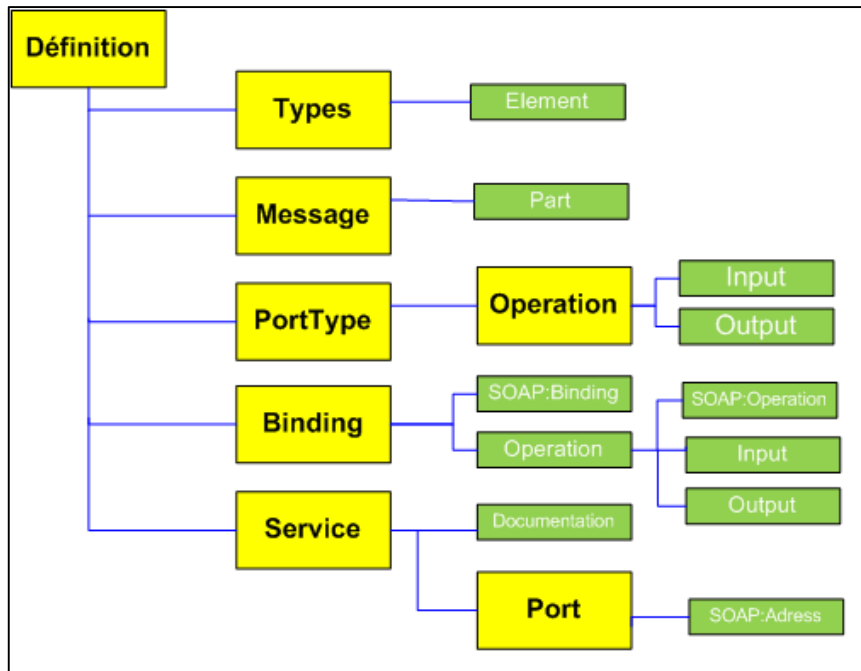 Définition
Types
Element
Message
Part
PortType
Operation
Input
Output
Binding
SOAP:Binding
Operation
SOAP:Operation
Input
Output
Service
Documentation
Port
SOAP:Adress